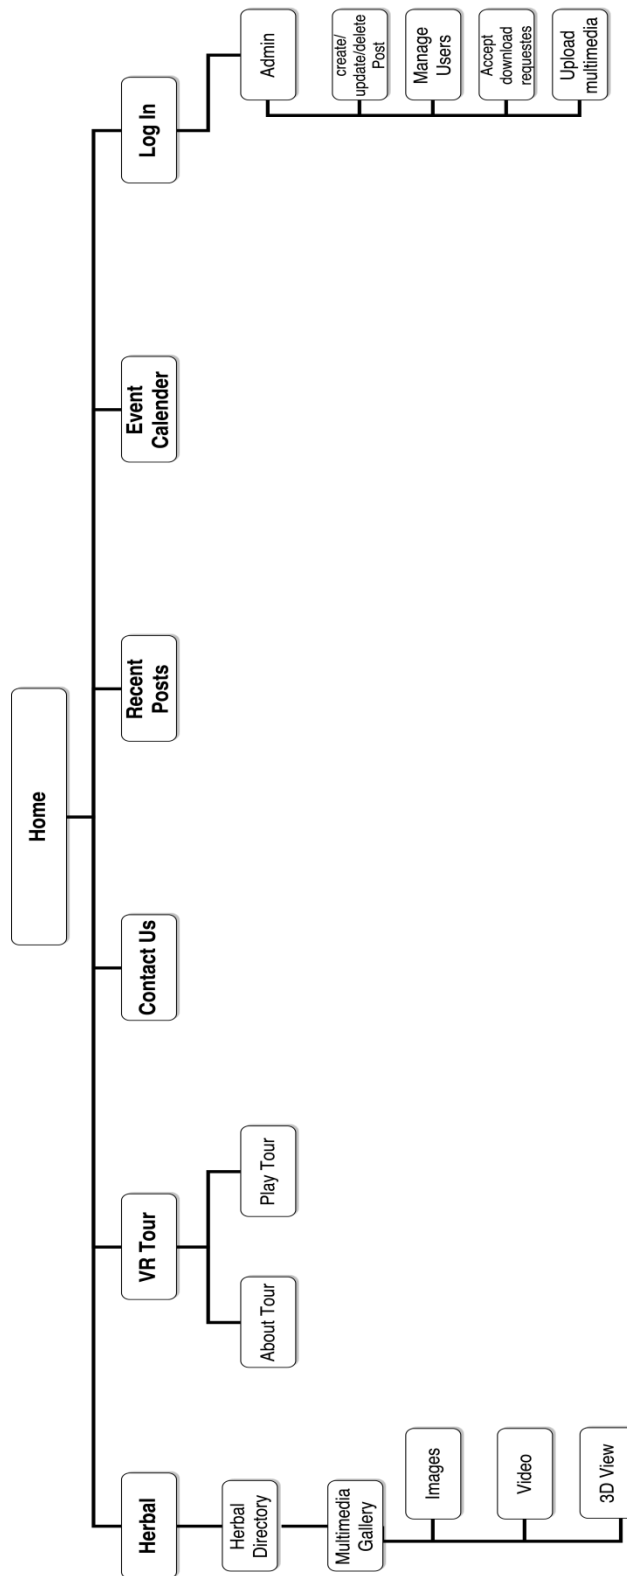 Home
Herbal
VR Tour
Contact Us
Recent
Posts
Event
Calender
Log In
Herbal
Directory
Multimedia
Gallery
Images
Video
3D View
About Tour
Play Tour
Admin
create/
update/delete
Post
Manage
Users
Accept
download
requestes
Upload
multimedia